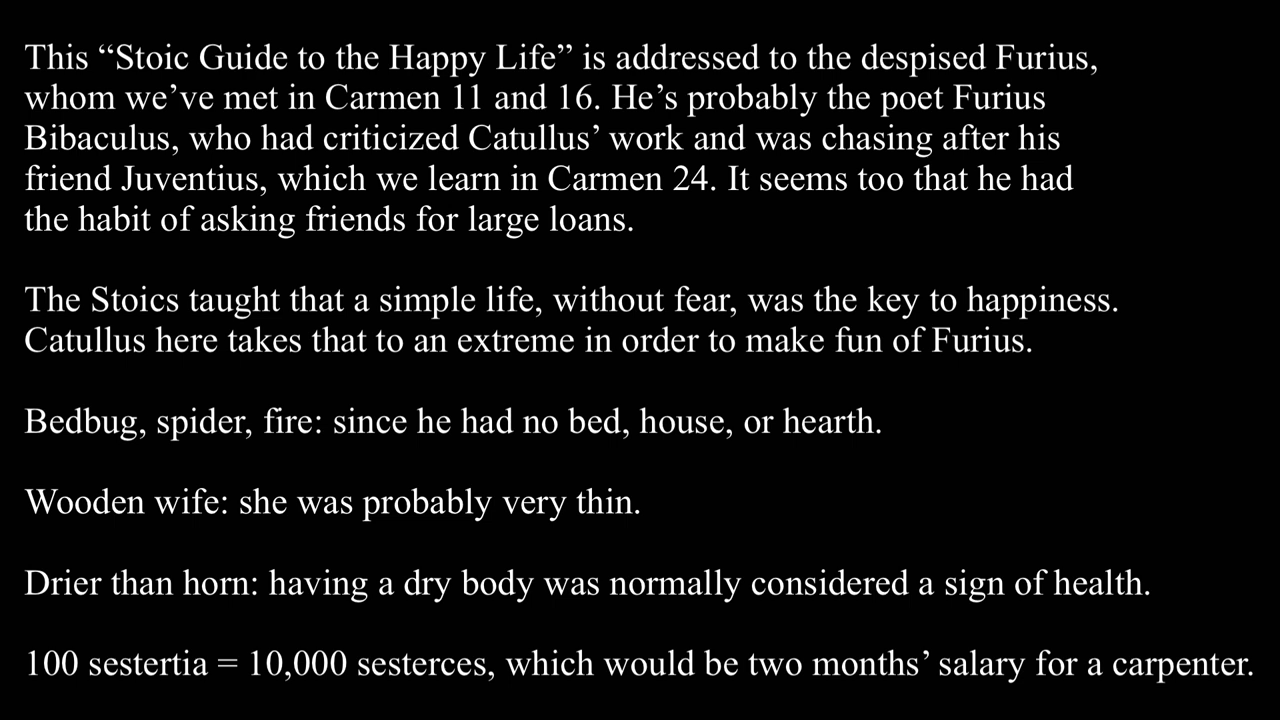 This “Stoic Guide to the Happy Life” is addressed to the despised Furius,
whom we’ve met in Carmen 11 and 16. He’s probably the poet Furius
Bibaculus, who had criticized Catullus’ work and was chasing after his
friend Juventius, which we learn in Carmen 24. It seems too that he had
the habit of asking friends for large loans.
The Stoics taught that a simple life, without fear, was the key to happiness.
Catullus here takes that to an extreme in order to make fun of Furius.
Bedbug, spider, fire: since he had no bed, house, or hearth.
Wooden wife: she was probably very thin.
Drier than horn: having a dry body was normally considered a sign of health.
100 sestertia = 10,000 sesterces, which would be two months’ salary for a carpenter.